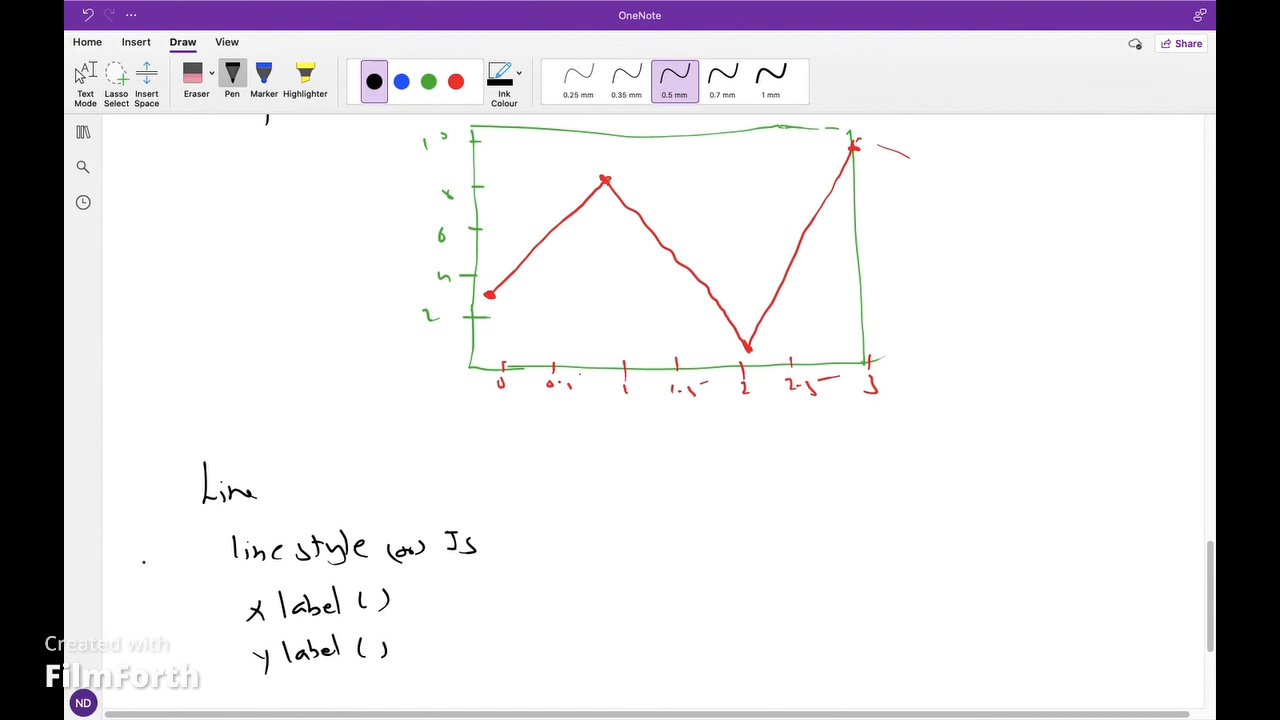 OneNote
Home Insert Draw View
Share
Text Mode Lasso Select Insert Space Eraser Pen Marker Highlighter Ink Colour 0.25 mm 0.35 mm 0.5 mm 0.7 mm 1 mm
10
8
6
4
2
0 0.5 1 1.5 2 2.5 3
Line
line style (or) Is
x label ( )
y label ( )
Created with
FilmForth
ND